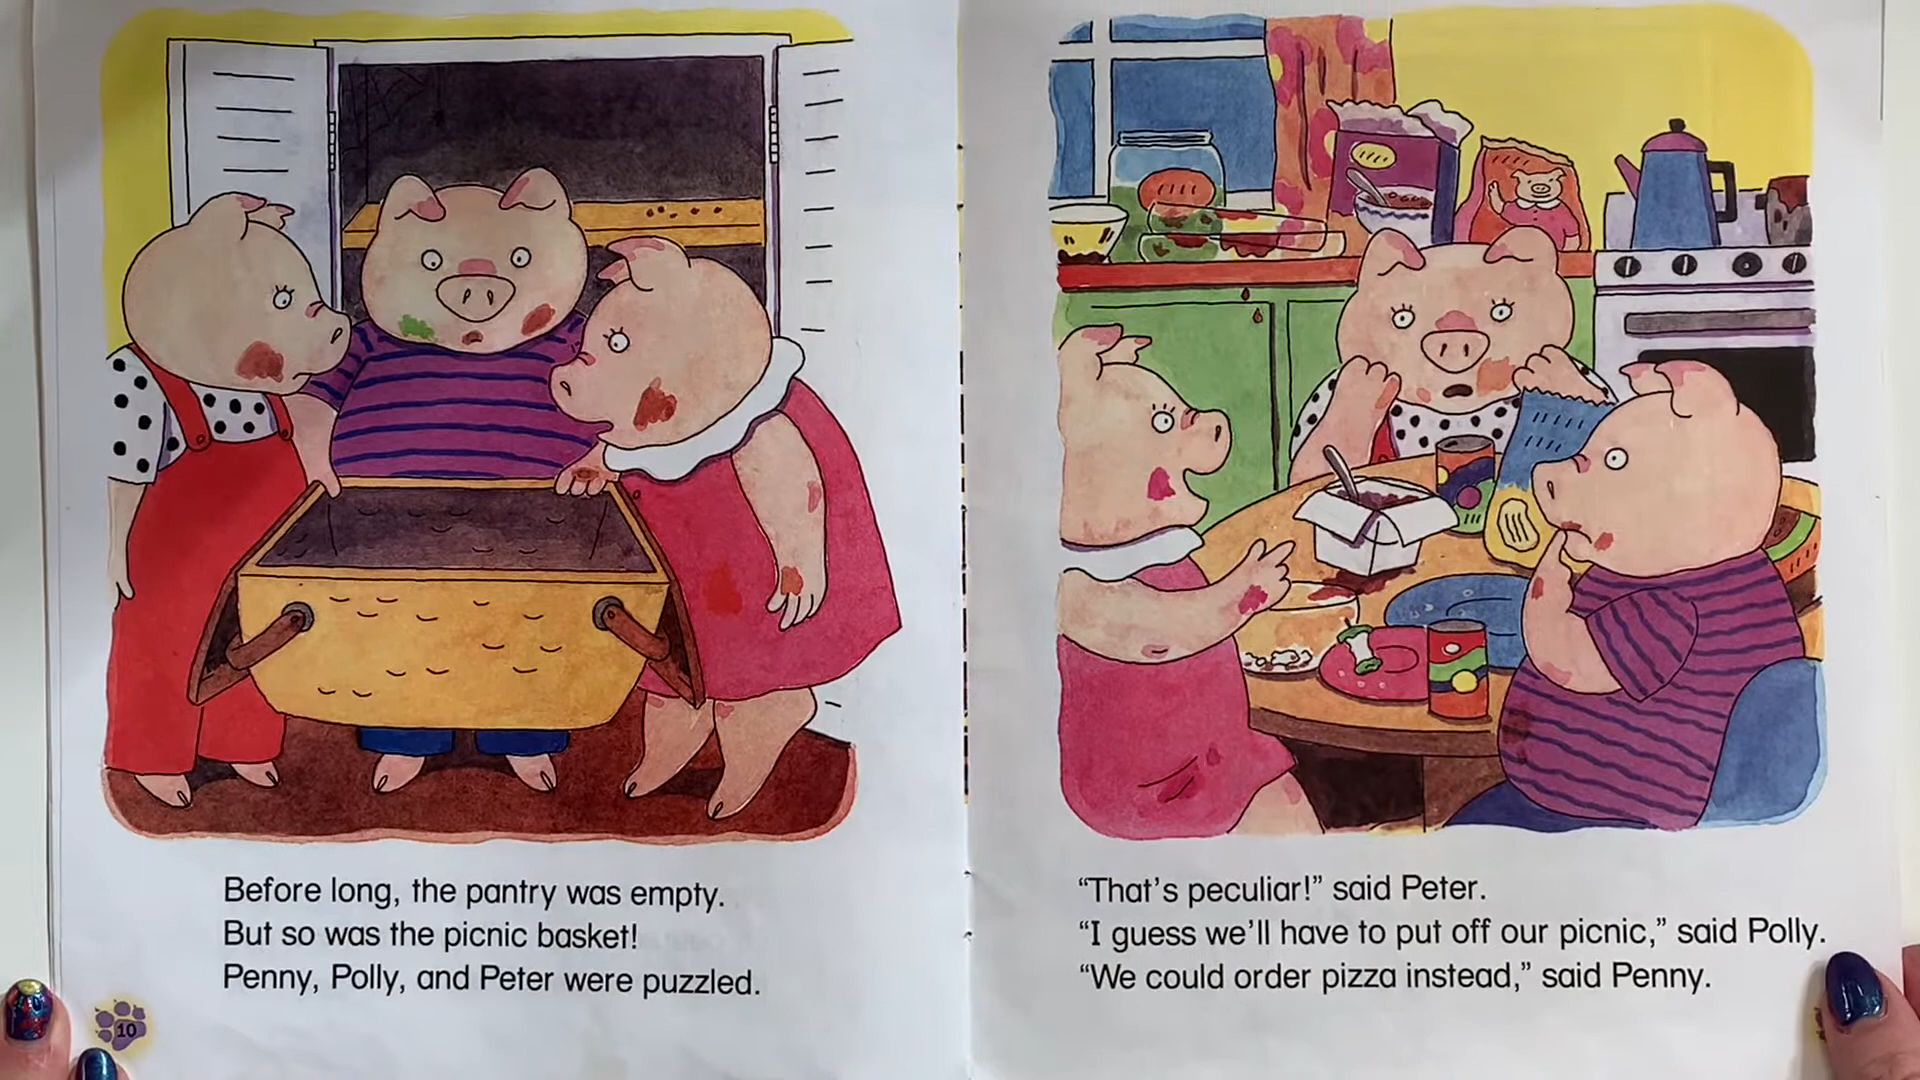 Before long, the pantry was empty.
But so was the picnic basket!
Penny, Polly, and Peter were puzzled.
10
“That’s peculiar!” said Peter.
“I guess we’ll have to put off our picnic,” said Polly.
“We could order pizza instead,” said Penny.